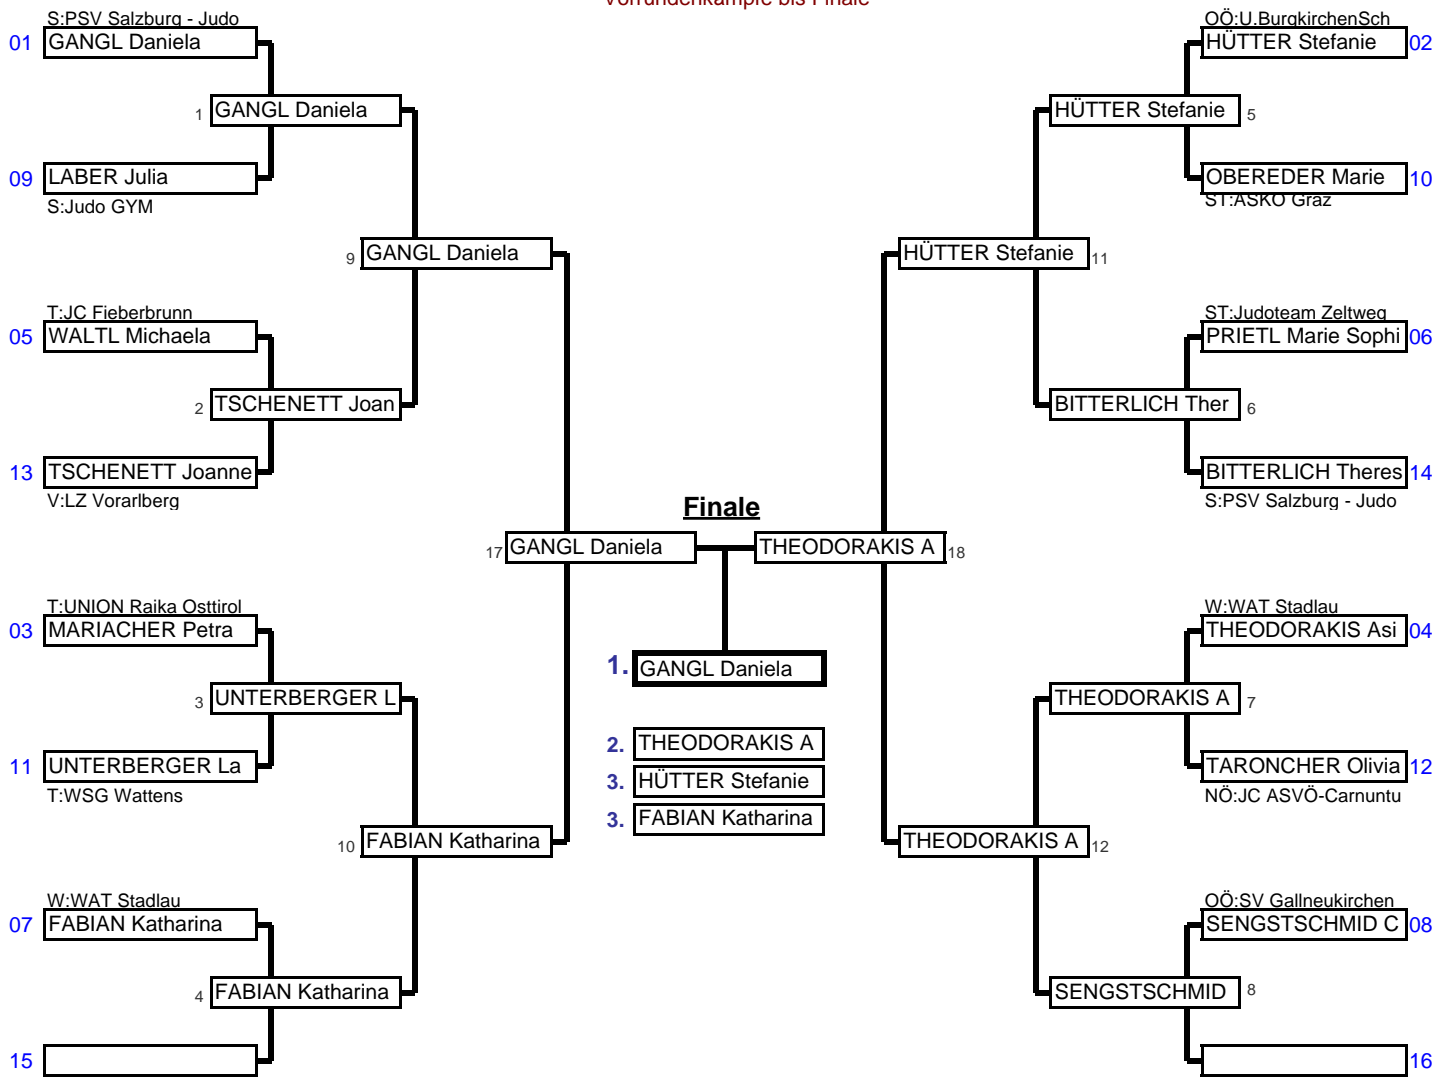 Vorrundenkämpfe bis Finale
S:PSV Salzburg - Judo
01 GANGL Daniela
1 GANGL Daniela
09 LABER Julia
S:Judo GYM
9 GANGL Daniela
T:JC Fieberbrunn
05 WALTL Michaela
2 TSCHENETT Joan
13 TSCHENETT Joanne
V:LZ Vorarlberg
17 GANGL Daniela
T:UNION Raika Osttirol
03 MARIACHER Petra
3 UNTERBERGER L
11 UNTERBERGER La
T:WSG Wattens
10 FABIAN Katharina
W:WAT Stadlau
07 FABIAN Katharina
4 FABIAN Katharina
15
Finale
1. GANGL Daniela
2. THEODORAKIS A
3. HÜTTER Stefanie
3. FABIAN Katharina
OÖ:U.BurgkirchenSch
HÜTTER Stefanie 02
HÜTTER Stefanie 5
OBEREDER Marie 10
ST:ASKÖ Graz
HÜTTER Stefanie 11
ST:Judoteam Zeltweg
PRIETL Marie Sophi 06
BITTERLICH Ther 6
BITTERLICH Theres 14
S:PSV Salzburg - Judo
THEODORAKIS A 18
W:WAT Stadlau
THEODORAKIS Asi 04
THEODORAKIS A 7
TARONCHER Olivia 12
NÖ:JC ASVÖ-Carnuntu
THEODORAKIS A 12
OÖ:SV Gallneukirchen
SENGSTSCHMID C 08
SENGSTSCHMID 8
16